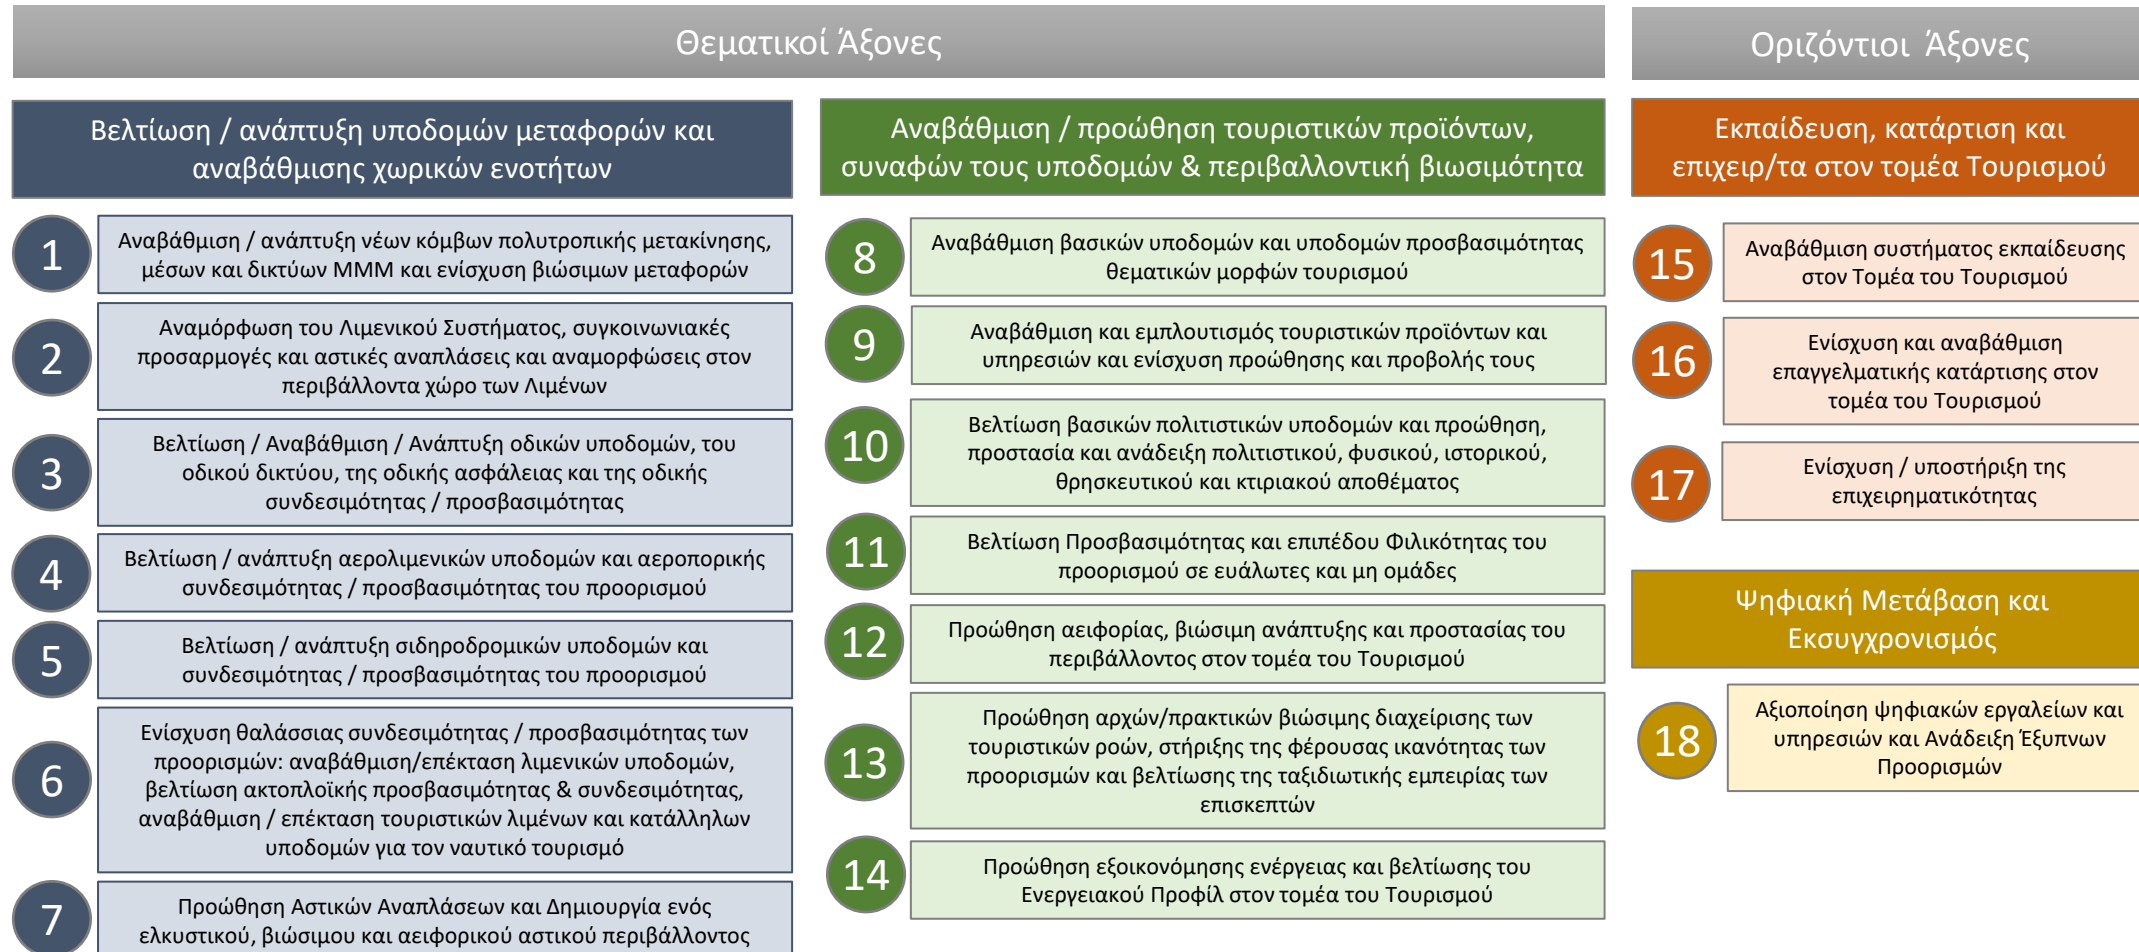 Θεματικοί Άξονες
Βελτίωση / ανάπτυξη υποδομών μεταφορών και
αναβάθμισης χωρικών ενοτήτων
1
Αναβάθμιση / ανάπτυξη νέων κόμβων πολυτροπικής μετακίνησης,
μέσων και δικτύων ΜΜΜ και ενίσχυση βιώσιμων μεταφορών
2
Αναμόρφωση του Λιμενικού Συστήματος, συγκοινωνιακές
προσαρμογές και αστικές αναπλάσεις και αναμορφώσεις στον
περιβάλλοντα χώρο των Λιμένων
3
Βελτίωση / Αναβάθμιση / Ανάπτυξη οδικών υποδομών, του
οδικού δικτύου, της οδικής ασφάλειας και της οδικής
συνδεσιμότητας / προσβασιμότητας
4
Βελτίωση / ανάπτυξη αερολιμενικών υποδομών και αεροπορικής
συνδεσιμότητας / προσβασιμότητας του προορισμού
5
Βελτίωση / ανάπτυξη σιδηροδρομικών υποδομών και
συνδεσιμότητας / προσβασιμότητας του προορισμού
6
Ενίσχυση θαλάσσιας συνδεσιμότητας / προσβασιμότητας των
προορισμών: αναβάθμιση/επέκταση λιμενικών υποδομών,
βελτίωση ακτοπλοϊκής προσβασιμότητας & συνδεσιμότητας,
αναβάθμιση / επέκταση τουριστικών λιμένων και κατάλληλων
υποδομών για τον ναυτικό τουρισμό
7
Προώθηση Αστικών Αναπλάσεων και Δημιουργία ενός
ελκυστικού, βιώσιμου και αειφορικού αστικού περιβάλλοντος
Αναβάθμιση / προώθηση τουριστικών προϊόντων,
συναφών τους υποδομών & περιβαλλοντική βιωσιμότητα
8
Αναβάθμιση βασικών υποδομών και υποδομών προσβασιμότητας
θεματικών μορφών τουρισμού
9
Αναβάθμιση και εμπλουτισμός τουριστικών προϊόντων και
υπηρεσιών και ενίσχυση προώθησης και προβολής τους
10
Βελτίωση βασικών πολιτιστικών υποδομών και προώθηση,
προστασία και ανάδειξη πολιτιστικού, φυσικού, ιστορικού,
θρησκευτικού και κτιριακού αποθέματος
11
Βελτίωση Προσβασιμότητας και επιπέδου Φιλικότητας του
προορισμού σε ευάλωτες και μη ομάδες
12
Προώθηση αειφορίας, βιώσιμη ανάπτυξης και προστασίας του
περιβάλλοντος στον τομέα του Τουρισμού
13
Προώθηση αρχών/πρακτικών βιώσιμης διαχείρισης των
τουριστικών ροών, στήριξης της φέρουσας ικανότητας των
προορισμών και βελτίωσης της ταξιδιωτικής εμπειρίας των
επισκεπτών
14
Προώθηση εξοικονόμησης ενέργειας και βελτίωσης του
Ενεργειακού Προφίλ στον τομέα του Τουρισμού
Οριζόντιοι Άξονες
Εκπαίδευση, κατάρτιση και
επιχειρ/τα στον τομέα Τουρισμού
15
Αναβάθμιση συστήματος εκπαίδευσης
στον Τομέα του Τουρισμού
16
Ενίσχυση και αναβάθμιση
επαγγελματικής κατάρτισης στον
τομέα του Τουρισμού
17
Ενίσχυση / υποστήριξη της
επιχειρηματικότητας
Ψηφιακή Μετάβαση και
Εκσυγχρονισμός
18
Αξιοποίηση ψηφιακών εργαλείων και
υπηρεσιών και Ανάδειξη Έξυπνων
Προορισμών